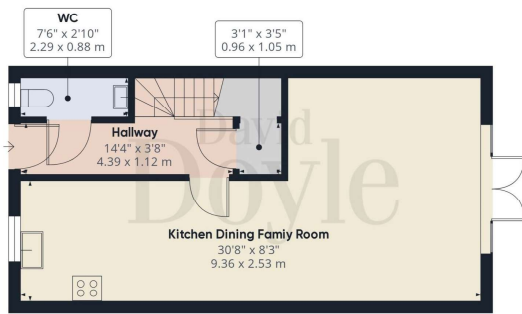 WC
7'6" x 2'10"
2.29 x 0.88 m
3'1" x 3'5"
0.96 x 1.05 m
Hallway
14'4" x 3'8"
4.39 x 1.12 m
David
Doyle
Kitchen Dining Famiy Room
30'8" x 8'3"
9.36 x 2.53 m